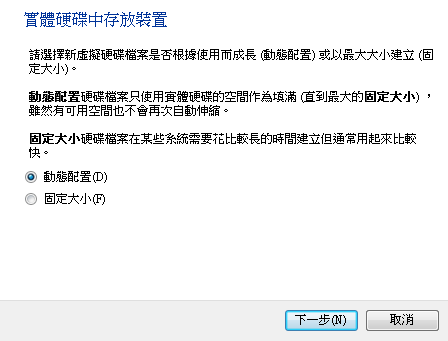 實體硬碟中存放裝置
請選擇新虛擬硬碟檔案是否根據使用而成長 (動態配置) 或以最大大小建立 (固
定大小)。
動態配置硬碟檔案只使用實體硬碟的空間作為填滿 (直到最大的固定大小)，
雖然有可用空間也不會再次自動伸縮。
固定大小硬碟檔案在某些系統需要花比較長的時間建立但通常用起來比較
快。
動態配置(D)
固定大小(F)
下一步(N)
取消